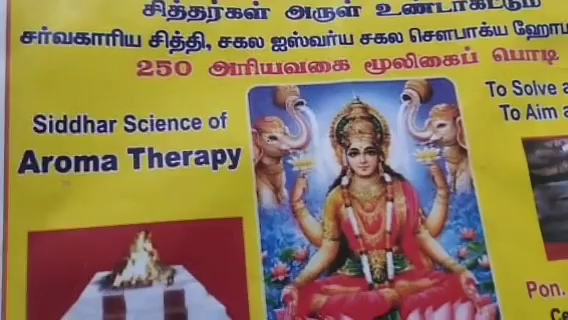 சித்தர்கள் அருள் உண்டாகட்டும்
சர்வகாரிய சித்தி, சகல ஐஸ்வர்ய சகல சௌபாக்ய ஹோ
250 அரியவகை மூலிகைப் பொடி
Siddhar Science of
Aroma Therapy
To Solve a
To Aim a
Pon.
Ce